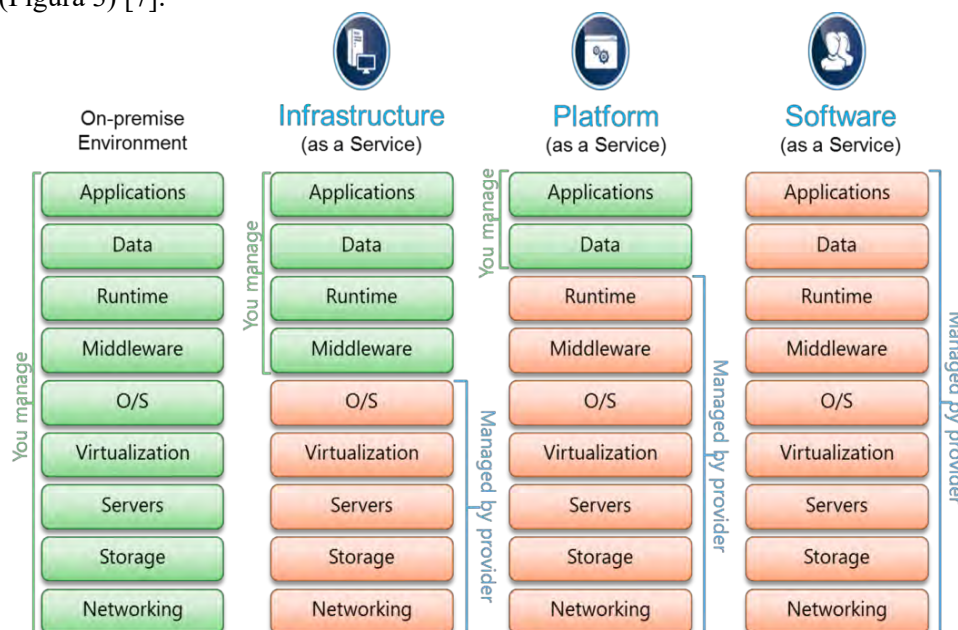 (Figura 3) [7].
On-premise
Environment
You manage
Applications
Data
Runtime
Middleware
O/S
Virtualization
Servers
Storage
Networking
Infrastructure
(as a Service)
You manage
Applications
Data
Runtime
Middleware
O/S
Virtualization
Servers
Storage
Networking
Managed by provider
Platform
(as a Service)
You manage
Applications
Data
Runtime
Middleware
O/S
Virtualization
Servers
Storage
Networking
Managed by provider
Software
(as a Service)
Applications
Data
Runtime
Middleware
O/S
Virtualization
Servers
Storage
Networking
Managed by provider